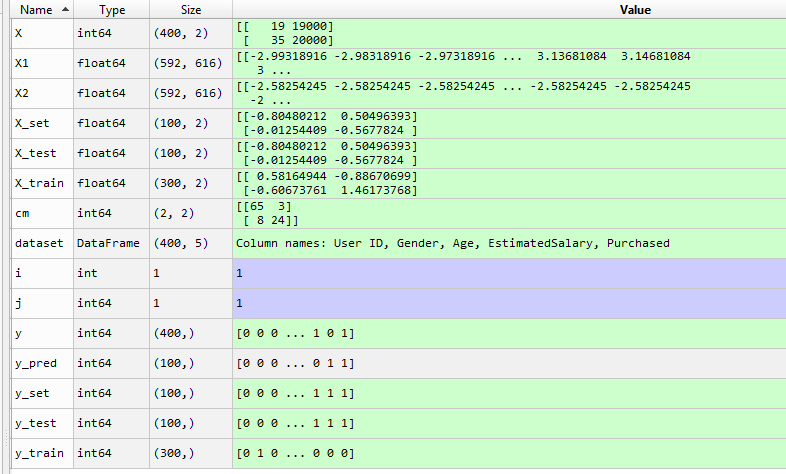 Name Type Size Value
X int64 (400, 2) [[ 19 19000]
[ 35 20000]
X1 float64 (592, 616) [[-2.99318916 -2.98318916 -2.97318916 ... 3.13681084 3.14681084
3 ...
X2 float64 (592, 616) [[-2.58254245 -2.58254245 -2.58254245 ... -2.58254245 -2.58254245
-2 ...
X_set float64 (100, 2) [[-0.80480212 0.50496393]
[-0.01254409 -0.5677824 ]
X_test float64 (100, 2) [[-0.80480212 0.50496393]
[-0.01254409 -0.5677824 ]
X_train float64 (300, 2) [[ 0.58164944 -0.88670699]
[-0.60673761 1.46173768]
cm int64 (2, 2) [[65 3]
[ 8 24]]
dataset DataFrame (400, 5) Column names: User ID, Gender, Age, EstimatedSalary, Purchased
i int 1 1
j int64 1 1
y int64 (400,) [0 0 0 ... 1 0 1]
y_pred int64 (100,) [0 0 0 ... 0 1 1]
y_set int64 (100,) [0 0 0 ... 1 1 1]
y_test int64 (100,) [0 0 0 ... 1 1 1]
y_train int64 (300,) [0 1 0 ... 0 0 0]